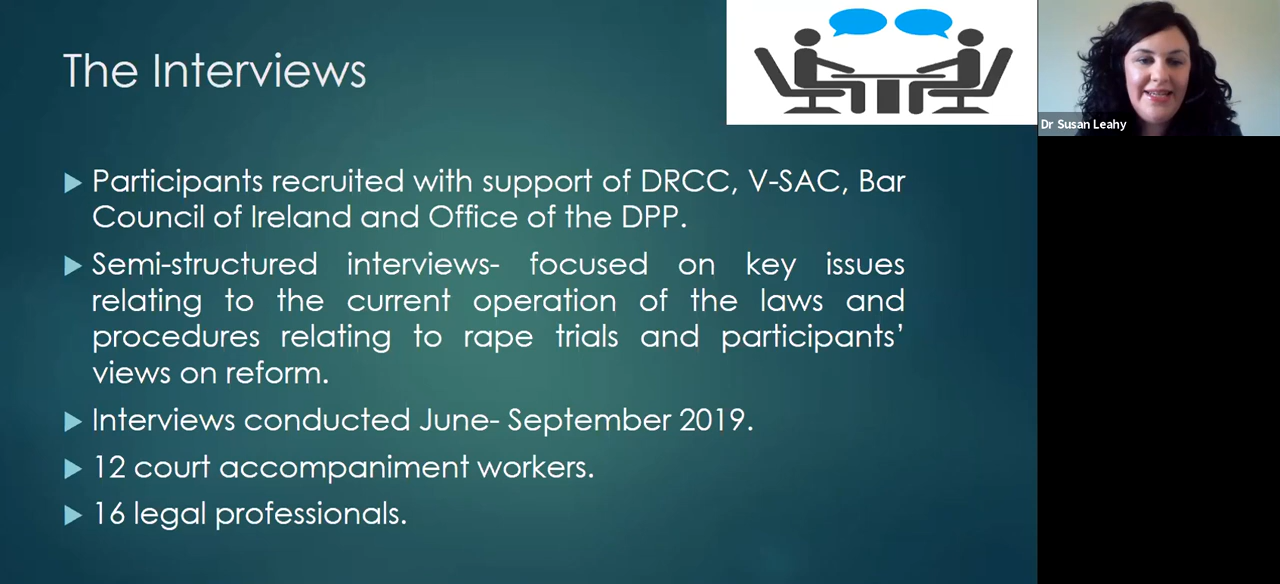 The Interviews
Dr Susan Leahy
Participants recruited with support of DRCC, V-SAC, Bar
Council of Ireland and Office of the DPP.
Semi-structured interviews- focused on key issues
relating to the current operation of the laws and
procedures relating to rape trials and participants'
views on reform.
Interviews conducted June- September 2019.
12 court accompaniment workers.
16 legal professionals.